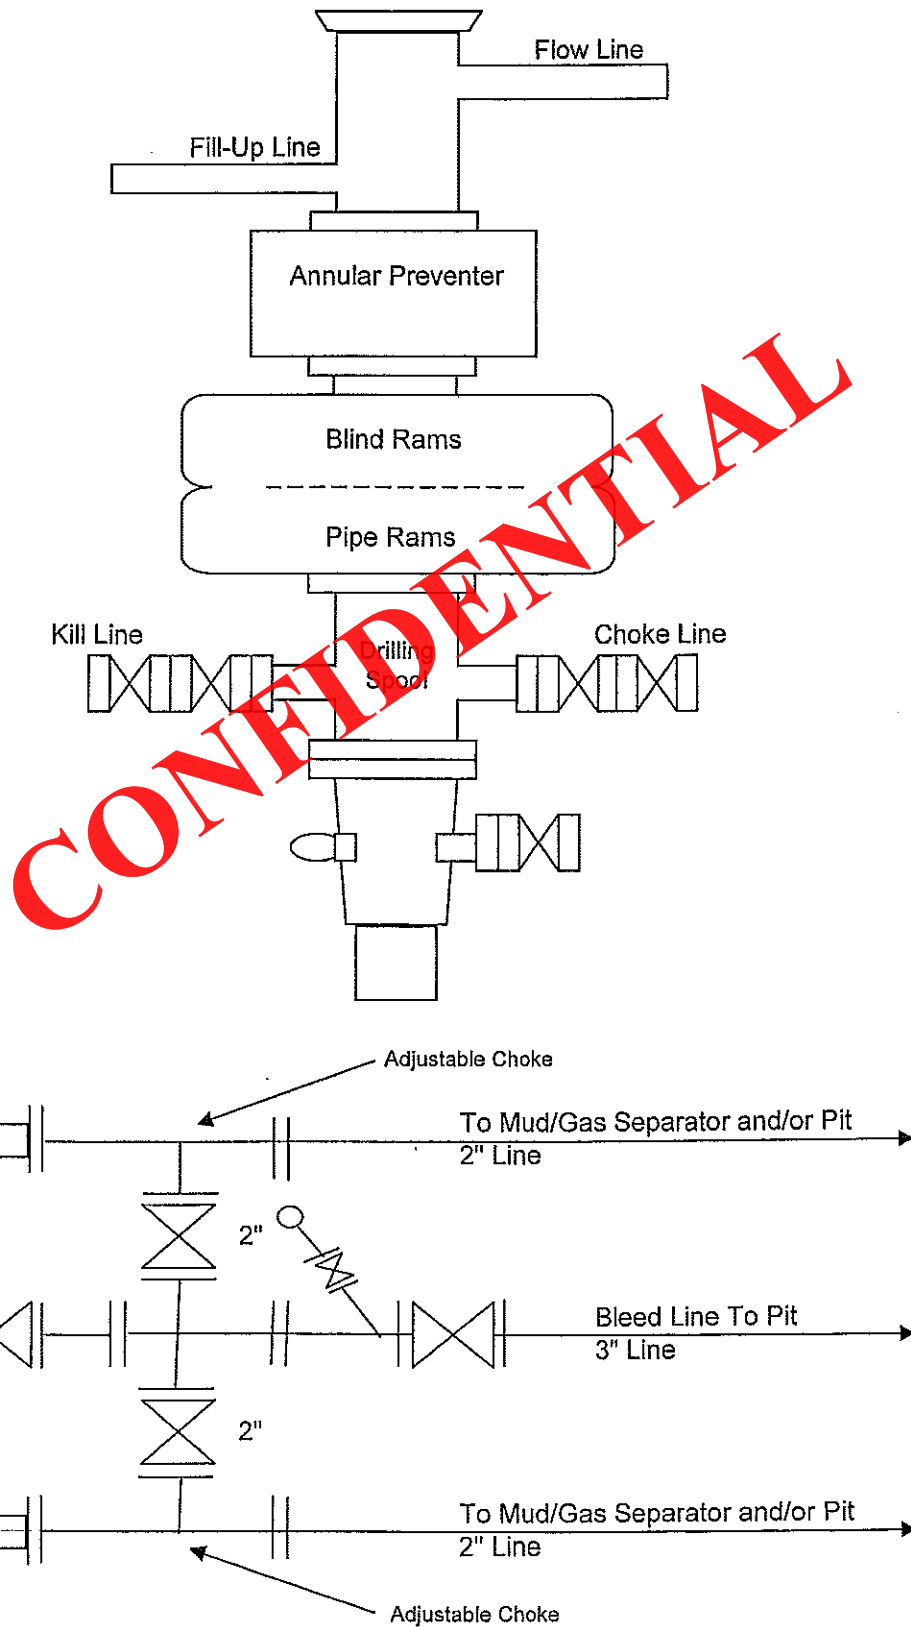 Flow Line
Fill-Up Line
Annular Preventer
Blind Rams
Pipe Rams
Kill Line
Choke Line
Drilling
Spool
CONFIDENTIAL
Adjustable Choke
To Mud/Gas Separator and/or Pit
2" Line
2"
Bleed Line To Pit
3" Line
2"
To Mud/Gas Separator and/or Pit
2" Line
Adjustable Choke